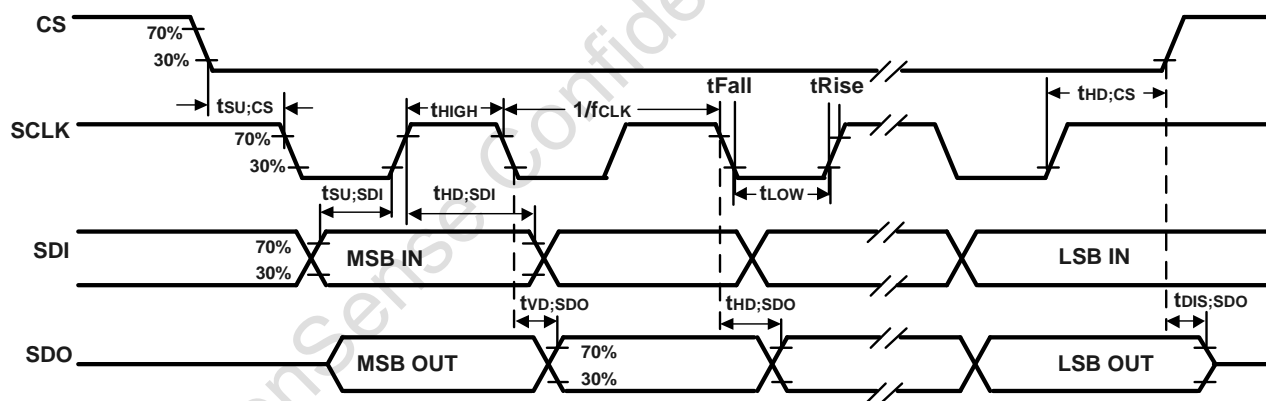 CS
70%
30%
tSU;CS
tHIGH
1/fCLK
tFall
tRise
tHD;CS
SCLK
70%
30%
tSU;SDI
tHD;SDI
tLOW
SDI
70%
30%
MSB IN
LSB IN
tVD;SDO
tHD;SDO
tDIS;SDO
SDO
MSB OUT
70%
30%
LSB OUT